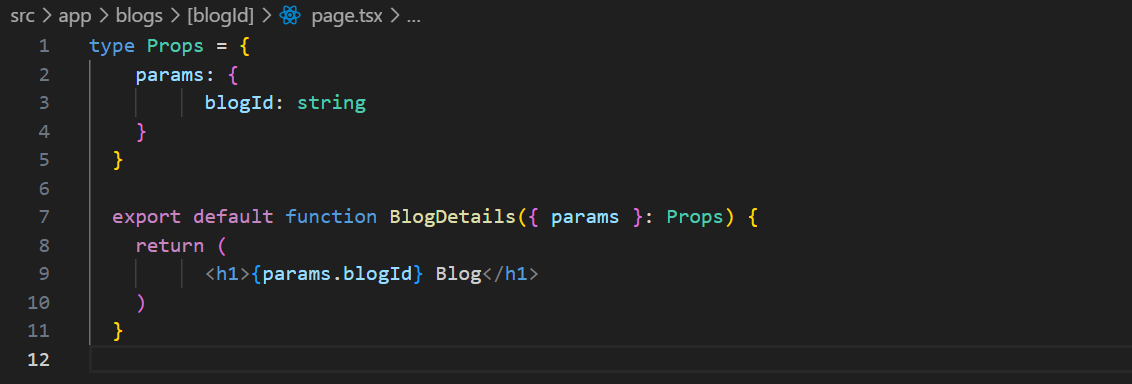 src > app > blogs > [blogId] > page.tsx > ...
1 type Props = {
2 params: {
3 blogId: string
4 }
5 }
6
7 export default function BlogDetails({ params }: Props) {
8 return (
9 <h1>{params.blogId} Blog</h1>
10 )
11 }
12